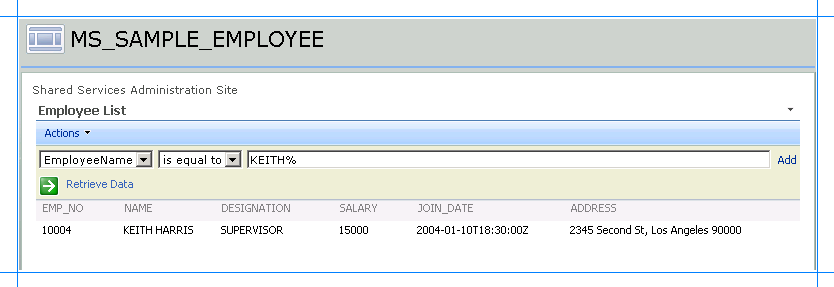 MS_SAMPLE_EMPLOYEE
Shared Services Administration Site
Employee List
Actions
EmployeeName is equal to KEITH% Add
Retrieve Data
EMP_NO NAME DESIGNATION SALARY JOIN_DATE ADDRESS
10004 KEITH HARRIS SUPERVISOR 15000 2004-01-10T18:30:00Z 2345 Second St, Los Angeles 90000